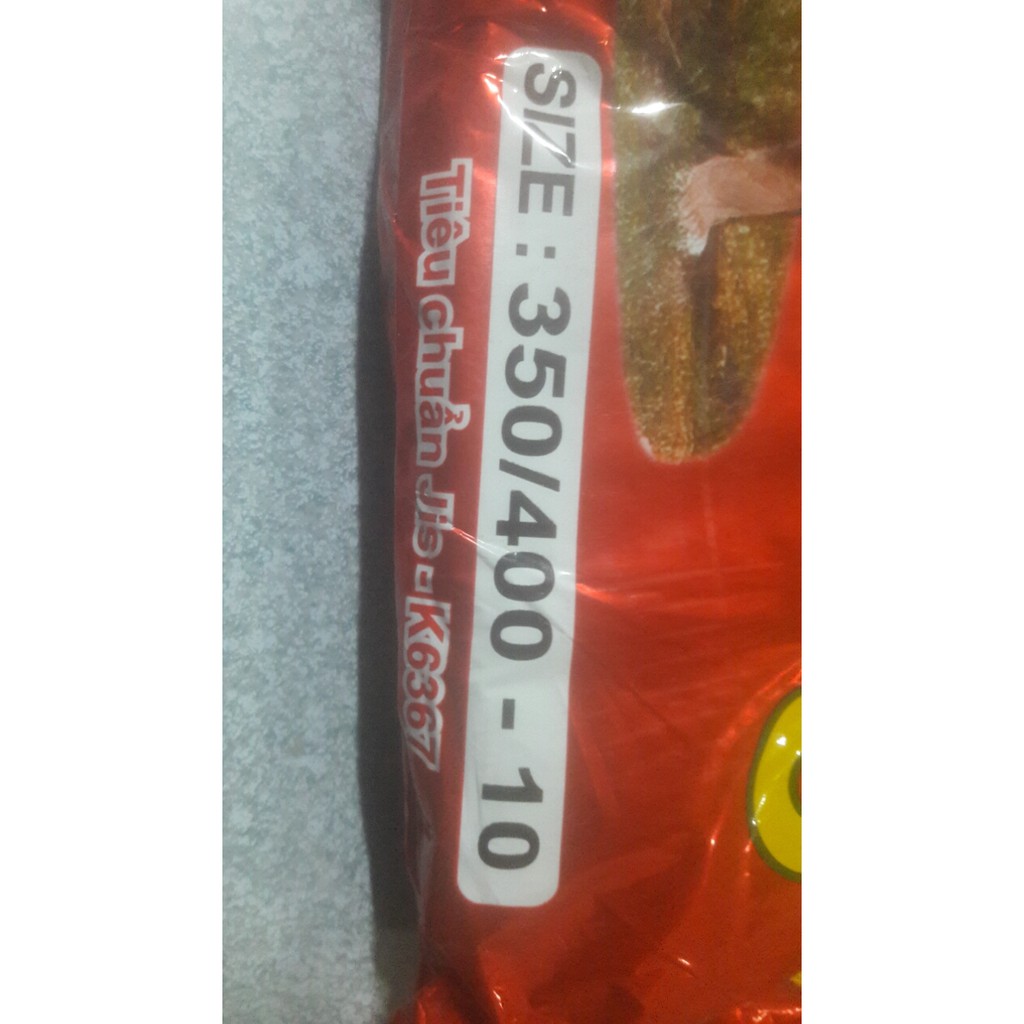 SIZE : 350/400 - 10
Tiêu chuẩn Jis - K6367